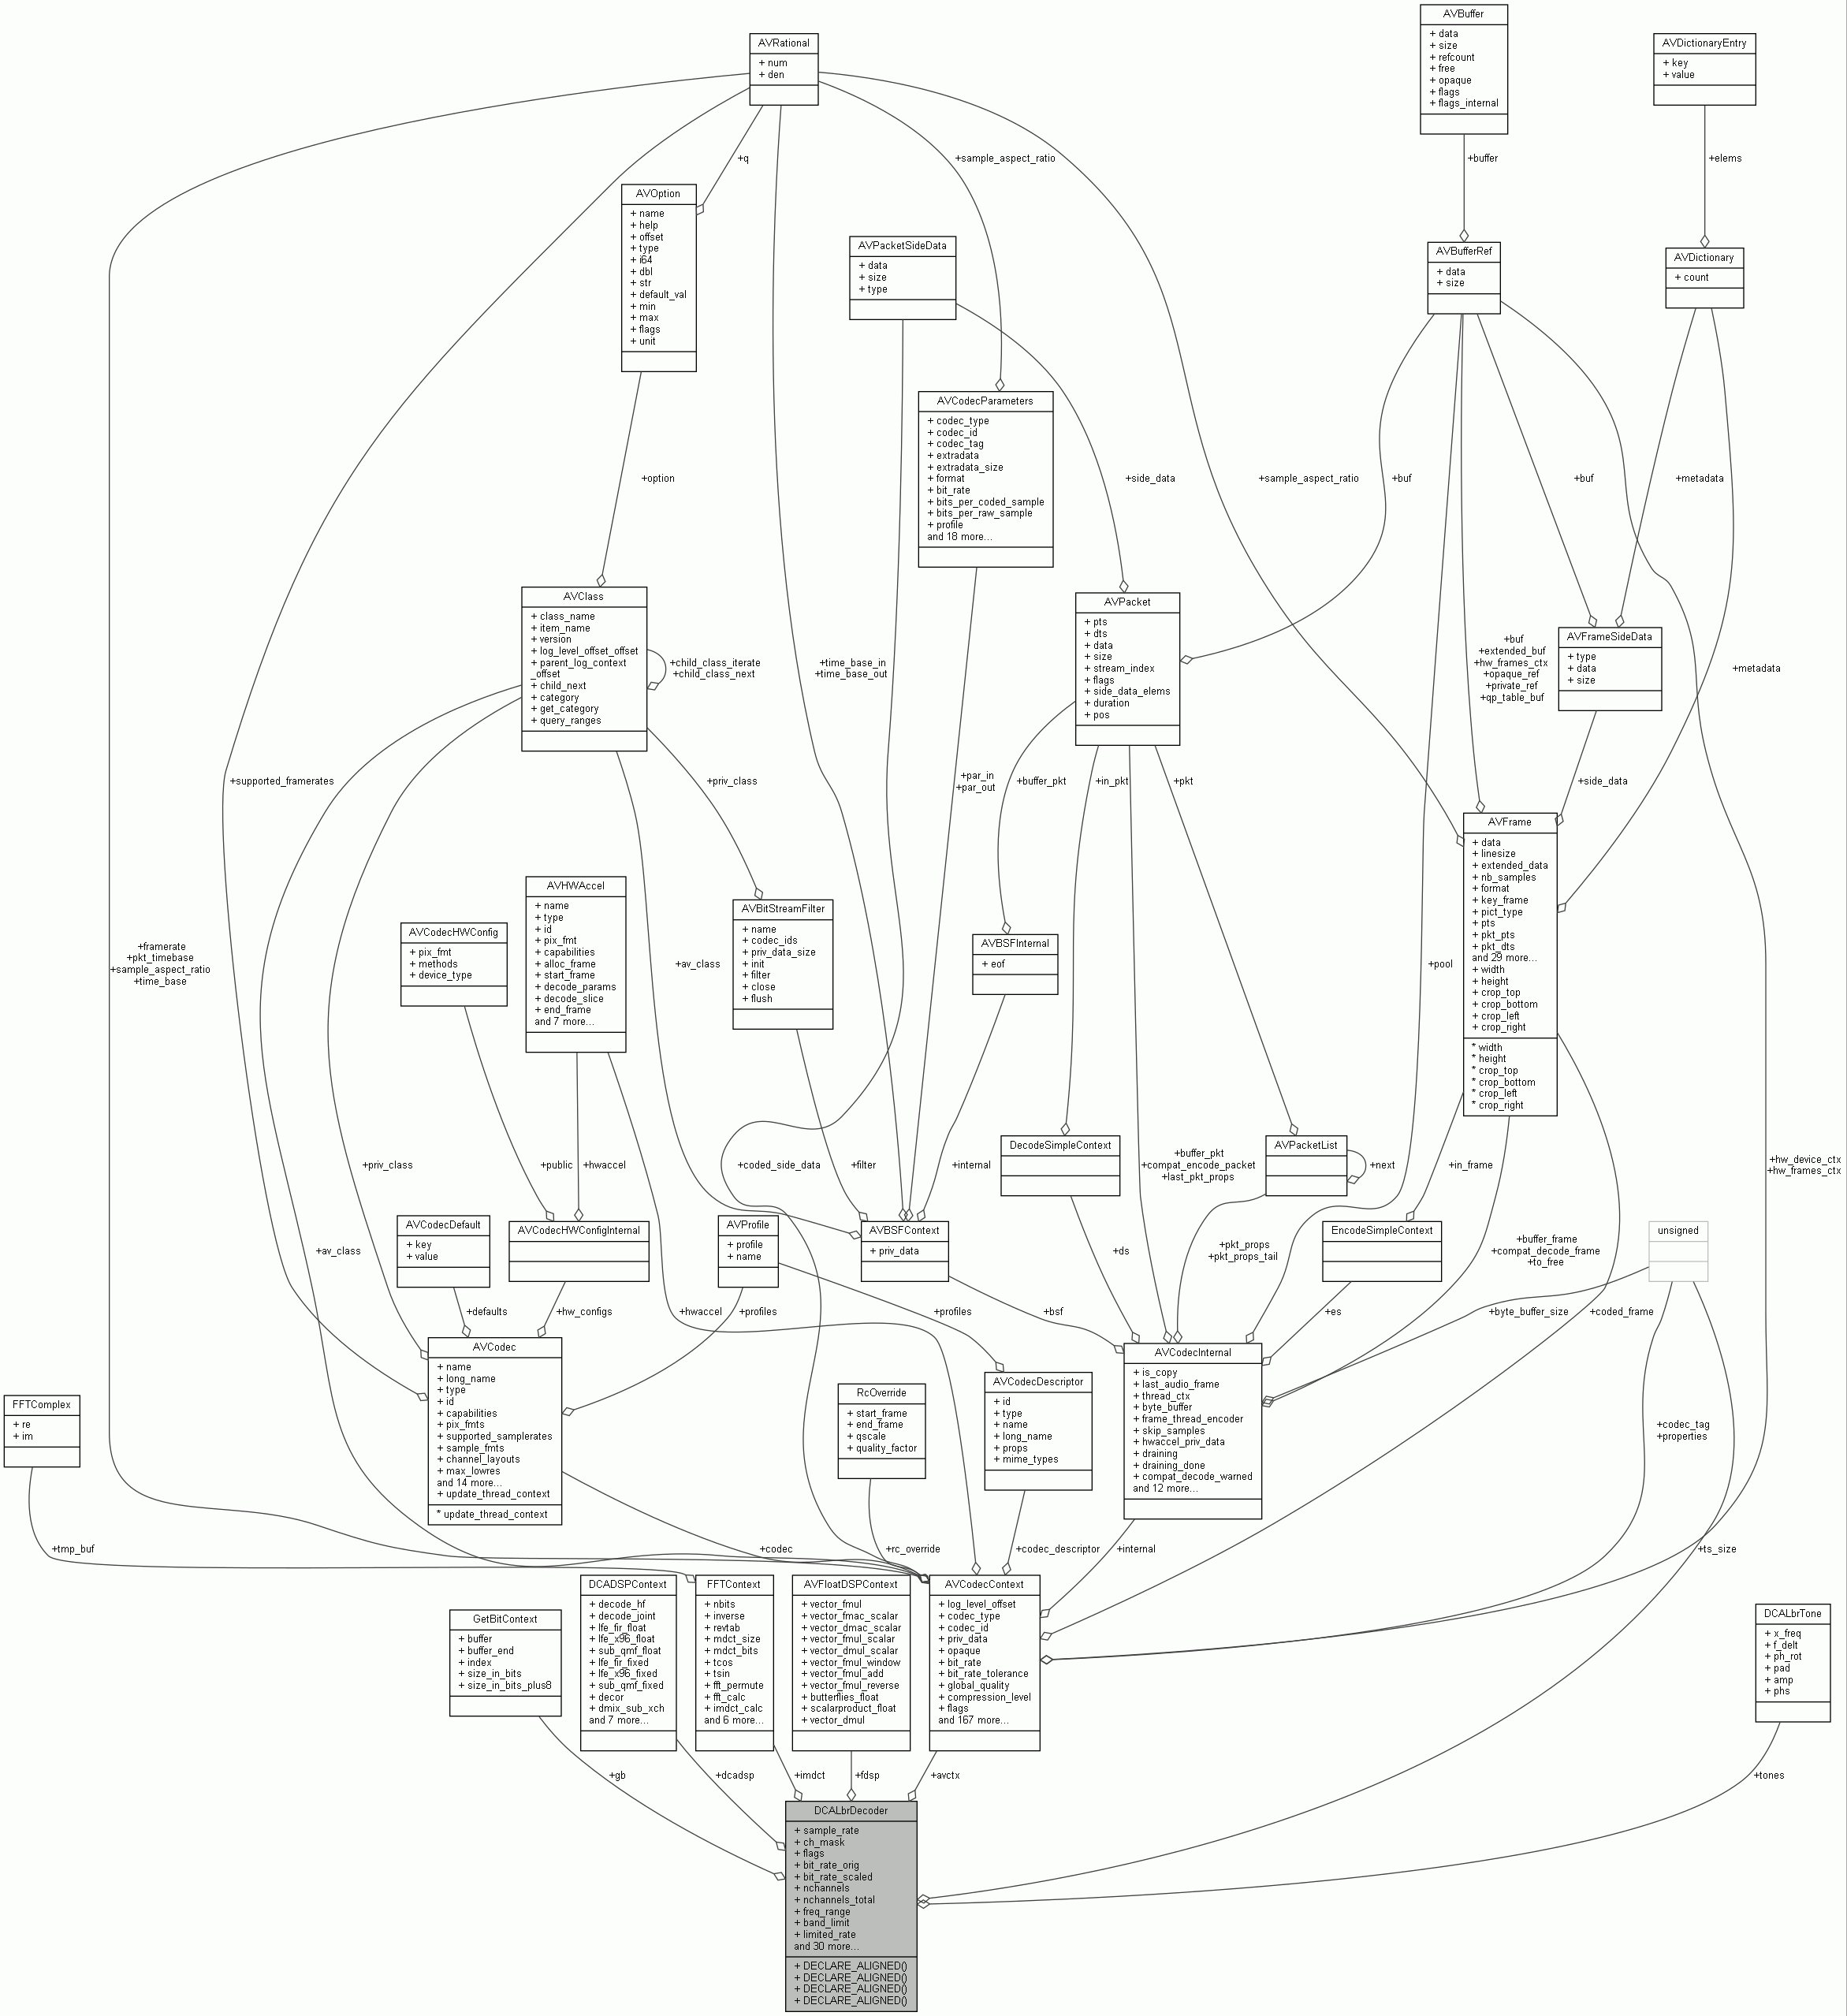 AVBuffer
+ data
+ size
+ refcount
+ free
+ opaque
+ flags
+ flags_internal
AVRational
+ num
+ den
AVDictionaryEntry
+ key
+ value
+q
+sample_aspect_ratio
+buffer
+elems
AVOption
+ name
+ help
+ offset
+ type
+ i64
+ dbl
+ str
+ default_val
+ min
+ max
+ flags
+ unit
AVPacketSideData
+ data
+ size
+ type
AVBufferRef
+ data
+ size
AVDictionary
+ count
AVCodecParameters
+ codec_type
+ codec_id
+ codec_tag
+ extradata
+ extradata_size
+ format
+ bit_rate
+ bits_per_coded_sample
+ bits_per_raw_sample
+ profile
and 18 more...
+option
+side_data
+sample_aspect_ratio
+buf
+buf
+metadata
AVClass
+ class_name
+ item_name
+ version
+ log_level_offset_offset
+ parent_log_context
_offset
+ child_next
+ category
+ get_category
+ query_ranges
+child_class_iterate
+child_class_next
+time_base_in
+time_base_out
AVPacket
+ pts
+ dts
+ data
+ size
+ stream_index
+ flags
+ side_data_elems
+ duration
+ pos
+buf
+extended_buf
+hw_frames_ctx
+opaque_ref
+private_ref
+qp_table_buf
AVFrameSideData
+ type
+ data
+ size
+metadata
+supported_framerates
+priv_class
+par_in
+par_out
+buffer_pkt
+in_pkt
+pkt
+side_data
AVFrame
+ data
+ linesize
+ extended_data
+ nb_samples
+ format
+ key_frame
+ pict_type
+ pts
+ pkt_pts
+ pkt_dts
and 29 more...
+ width
+ height
+ crop_top
+ crop_bottom
+ crop_left
+ crop_right
* width
* height
* crop_top
* crop_bottom
* crop_left
* crop_right
AVHWAccel
+ name
+ type
+ id
+ pix_fmt
+ capabilities
+ alloc_frame
+ start_frame
+ decode_params
+ decode_slice
+ end_frame
and 7 more...
AVBitStreamFilter
+ name
+ codec_ids
+ priv_data_size
+ init
+ filter
+ close
+ flush
AVCodecHWConfig
+ pix_fmt
+ methods
+ device_type
AVBSFInternal
+ eof
+framerate
+pkt_timebase
+sample_aspect_ratio
+time_base
+av_class
+pool
DecodeSimpleContext
AVPacketList
+priv_class
+public
+hwaccel
+coded_side_data
+filter
+internal
+buffer_pkt
+compat_encode_packet
+last_pkt_props
+next
+in_frame
+hw_device_ctx
+hw_frames_ctx
AVCodecDefault
+ key
+ value
AVCodecHWConfigInternal
AVProfile
+ profile
+ name
AVBSFContext
+ priv_data
EncodeSimpleContext
unsigned
+av_class
+ds
+pkt_props
+pkt_props_tail
+buffer_frame
+compat_decode_frame
+to_free
+defaults
+hw_configs
+hwaccel
+profiles
+profiles
+bsf
+es
+byte_buffer_size
+coded_frame
AVCodec
+ name
+ long_name
+ type
+ id
+ capabilities
+ pix_fmts
+ supported_samplerates
+ sample_fmts
+ channel_layouts
+ max_lowres
and 14 more...
+ update_thread_context
* update_thread_context
AVCodecInternal
+ is_copy
+ last_audio_frame
+ thread_ctx
+ byte_buffer
+ frame_thread_encoder
+ skip_samples
+ hwaccel_priv_data
+ draining
+ draining_done
+ compat_decode_warned
and 12 more...
AVCodecDescriptor
+ id
+ type
+ name
+ long_name
+ props
+ mime_types
RcOverride
+ start_frame
+ end_frame
+ qscale
+ quality_factor
FFTComplex
+ re
+ im
+codec_tag
+properties
+tmp_buf
+codec
+rc_override
+codec_descriptor
+internal
+ts_size
DCADSPContext
+ decode_hf
+ decode_joint
+ lfe_fir_float
+ lfe_x96_float
+ sub_qmf_float
+ lfe_fir_fixed
+ lfe_x96_fixed
+ sub_qmf_fixed
+ decor
+ dmix_sub_xch
and 7 more...
FFTContext
+ nbits
+ inverse
+ revtab
+ mdct_size
+ mdct_bits
+ tcos
+ tsin
+ fft_permute
+ fft_calc
+ imdct_calc
and 6 more...
AVFloatDSPContext
+ vector_fmul
+ vector_fmac_scalar
+ vector_dmac_scalar
+ vector_fmul_scalar
+ vector_dmul_scalar
+ vector_fmul_window
+ vector_fmul_add
+ vector_fmul_reverse
+ butterflies_float
+ scalarproduct_float
+ vector_dmul
AVCodecContext
+ log_level_offset
+ codec_type
+ codec_id
+ priv_data
+ opaque
+ bit_rate
+ bit_rate_tolerance
+ global_quality
+ compression_level
+ flags
and 167 more...
GetBitContext
+ buffer
+ buffer_end
+ index
+ size_in_bits
+ size_in_bits_plus8
DCALbrTone
+ x_freq
+ f_delt
+ ph_rot
+ pad
+ amp
+ phs
+gb
+dcadsp
+imdct
+fdsp
+avctx
+tones
DCALbrDecoder
+ sample_rate
+ ch_mask
+ flags
+ bit_rate_orig
+ bit_rate_scaled
+ nchannels
+ nchannels_total
+ freq_range
+ band_limit
+ limited_rate
and 30 more...
+ DECLARE_ALIGNED()
+ DECLARE_ALIGNED()
+ DECLARE_ALIGNED()
+ DECLARE_ALIGNED()